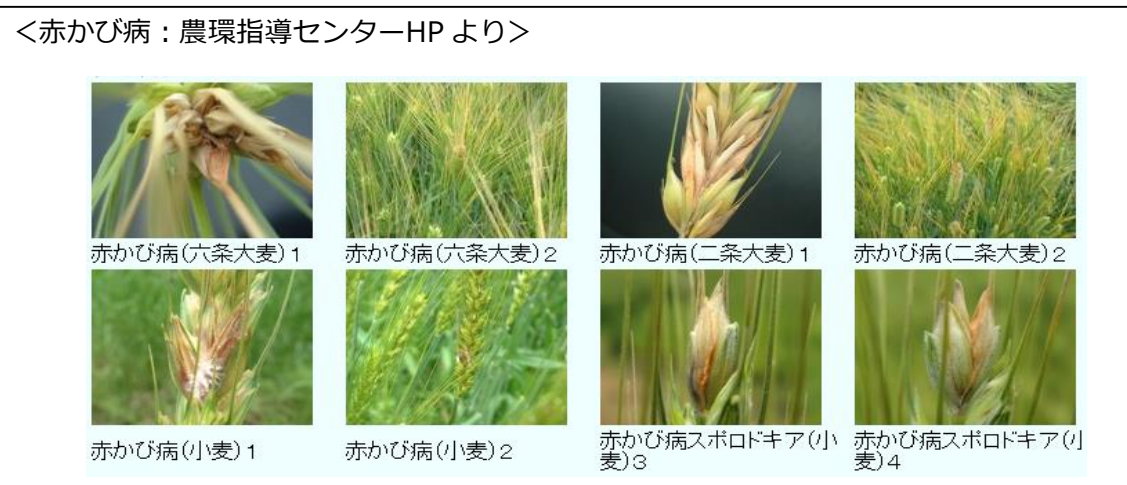 ＜赤かび病：農環指導センターHP より＞
赤かび病(六条大麦)1
赤かび病(六条大麦)2
赤かび病(二条大麦)1
赤かび病(二条大麦)2
赤かび病(小麦)1
赤かび病(小麦)2
赤かび病スポロドキア(小
麦)3
赤かび病スポロドキア(小
麦)4